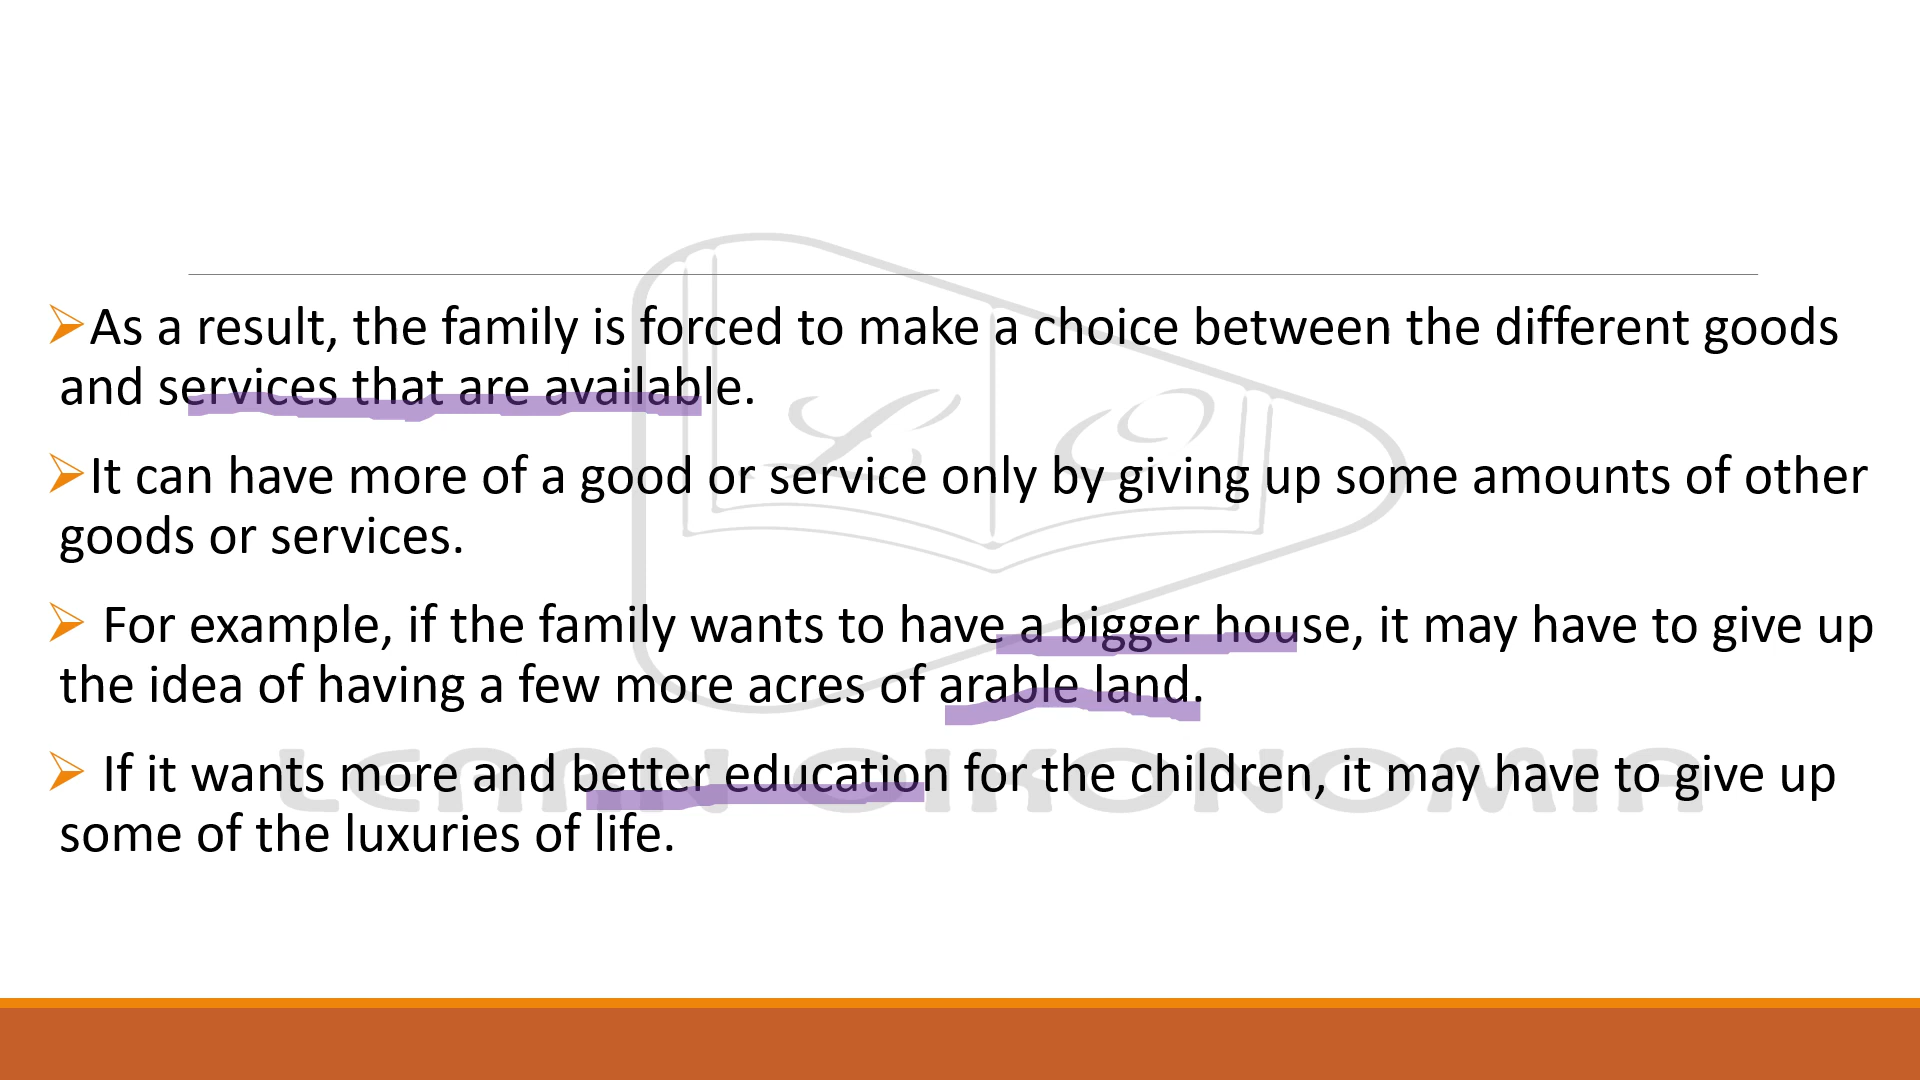 As a result, the family is forced to make a choice between the different goods
and services that are available.
It can have more of a good or service only by giving up some amounts of other
goods or services.
For example, if the family wants to have a bigger house, it may have to give up
the idea of having a few more acres of arable land.
If it wants more and better education for the children, it may have to give up
some of the luxuries of life.
LO
LEARN OIKONOMIA